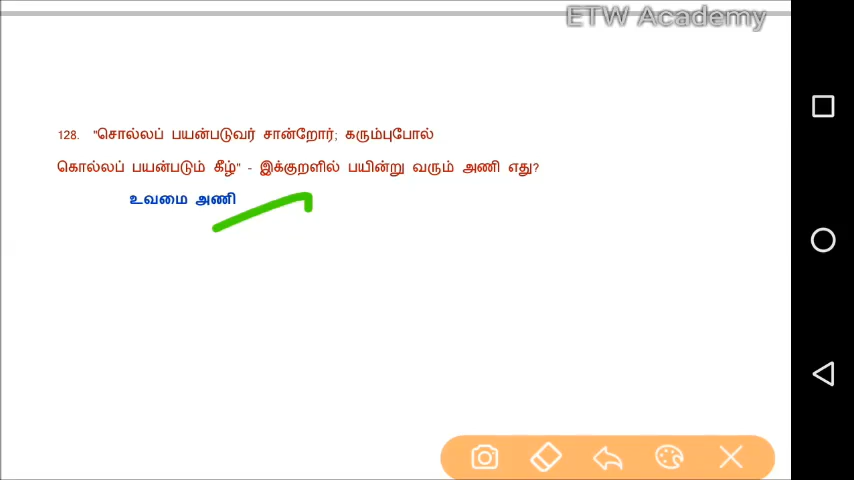 ETW Academy
128. "சொல்லப் பயன்படுவர் சான்றோர்; கரும்புபோல்
கொல்லப் பயன்படும் கீழ்" - இக்குறளில் பயின்று வரும் அணி எது?
உவமை அணி